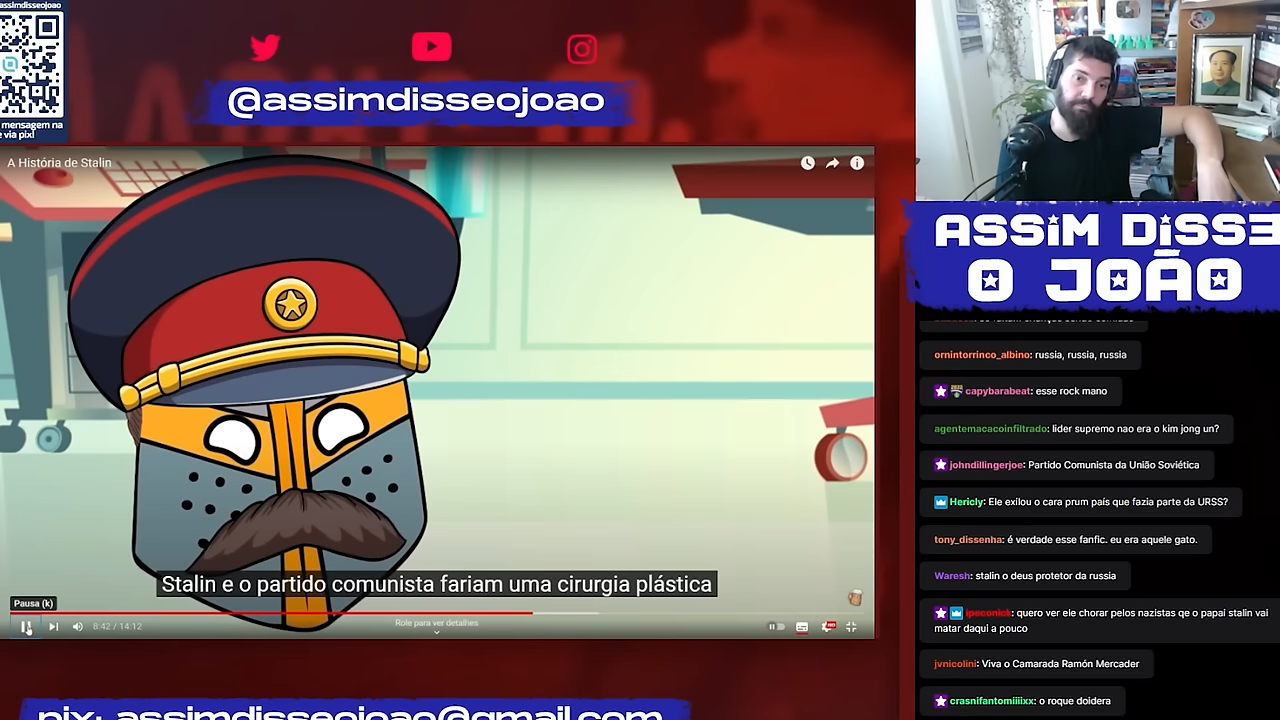 assimdisseojoao
mensagem na
e via pix!
@assimdisseojoao
A História de Stalin
Stalin e o partido comunista fariam uma cirurgia plástica
Pausa (k)
8:42 / 14:12
Role para ver detalhes
HD
pix: assimdisseojoao@gmail.com
ASSIM DISSE
O JOÃO
ornintorrinco_albino: russia, russia, russia
capybarabeat: esse rock mano
agentemacacoinfiltrado: lider supremo nao era o kim jong un?
johndillingerjoe: Partido Comunista da União Soviética
Hericly: Ele exilou o cara prum país que fazia parte da URSS?
tony_dissenha: é verdade esse fanfic. eu era aquele gato.
Waresh: stalin o deus protetor da russia
ipeconick: quero ver ele chorar pelos nazistas qe o papai stalin vai
matar daqui a pouco
jvnicolini: Viva o Camarada Ramón Mercader
crasnifantomiiiixx: o roque doidera